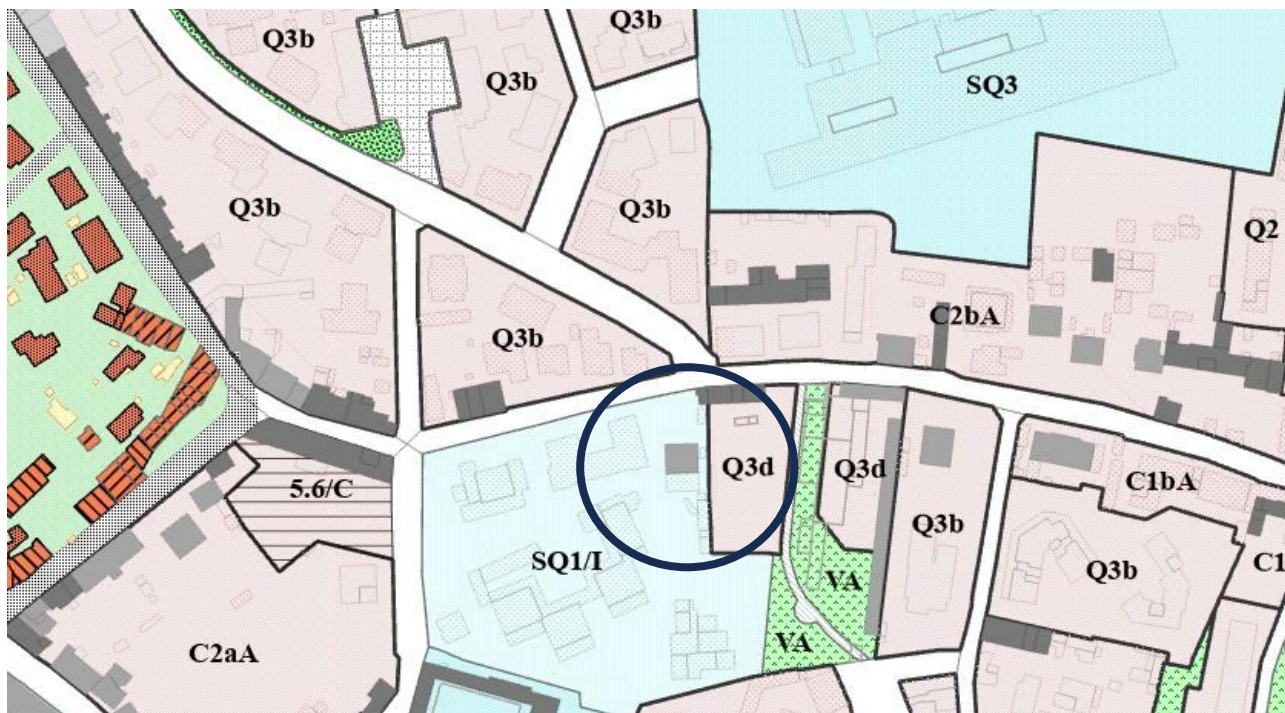 Q3b
Q3b
Q3b
SQ3
Q3b
Q3b
Q2
C2bA
Q3b
Q3d
Q3d
C1bA
5.6/C
Q3b
SQ1/I
VA
Q3b
C1
VA
C2aA